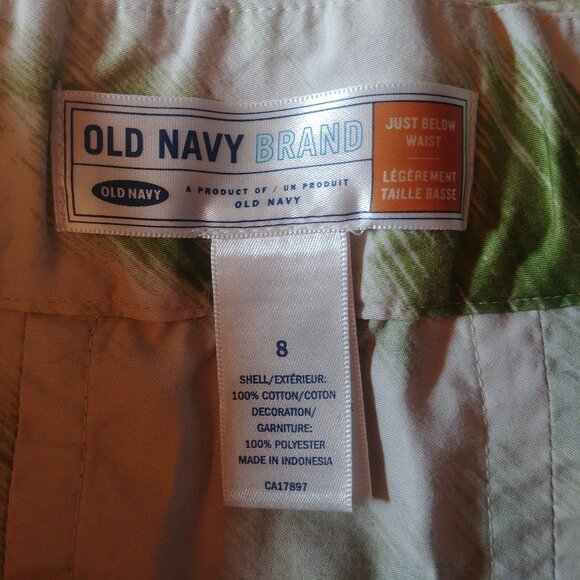 OLD NAVY BRAND
OLD NAVY
A PRODUCT OF / UN PRODUIT
OLD NAVY
JUST BELOW
WAIST
LÉGÈREMENT
TAILLE BASSE
8
SHELL/EXTÉRIEUR:
100% COTTON/COTON
DECORATION/
GARNITURE:
100% POLYESTER
MADE IN INDONESIA
CA17897